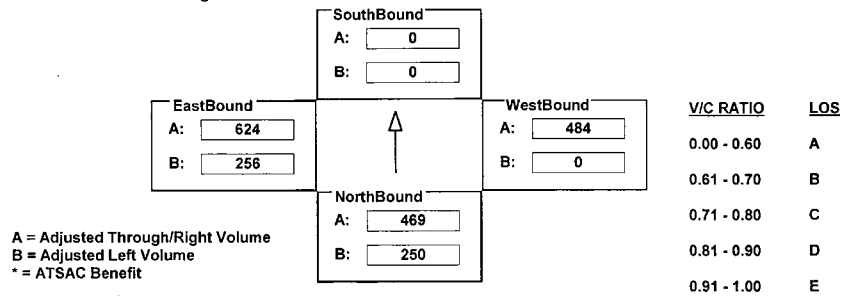 SouthBound
A: 0
B: 0
EastBound
A: 624
B: 256
WestBound
A: 484
B: 0
NorthBound
A: 469
B: 250
V/C RATIO LOS
0.00 - 0.60 A
0.61 - 0.70 B
0.71 - 0.80 C
0.81 - 0.90 D
0.91 - 1.00 E
A = Adjusted Through/Right Volume
B = Adjusted Left Volume
* = ATSAC Benefit